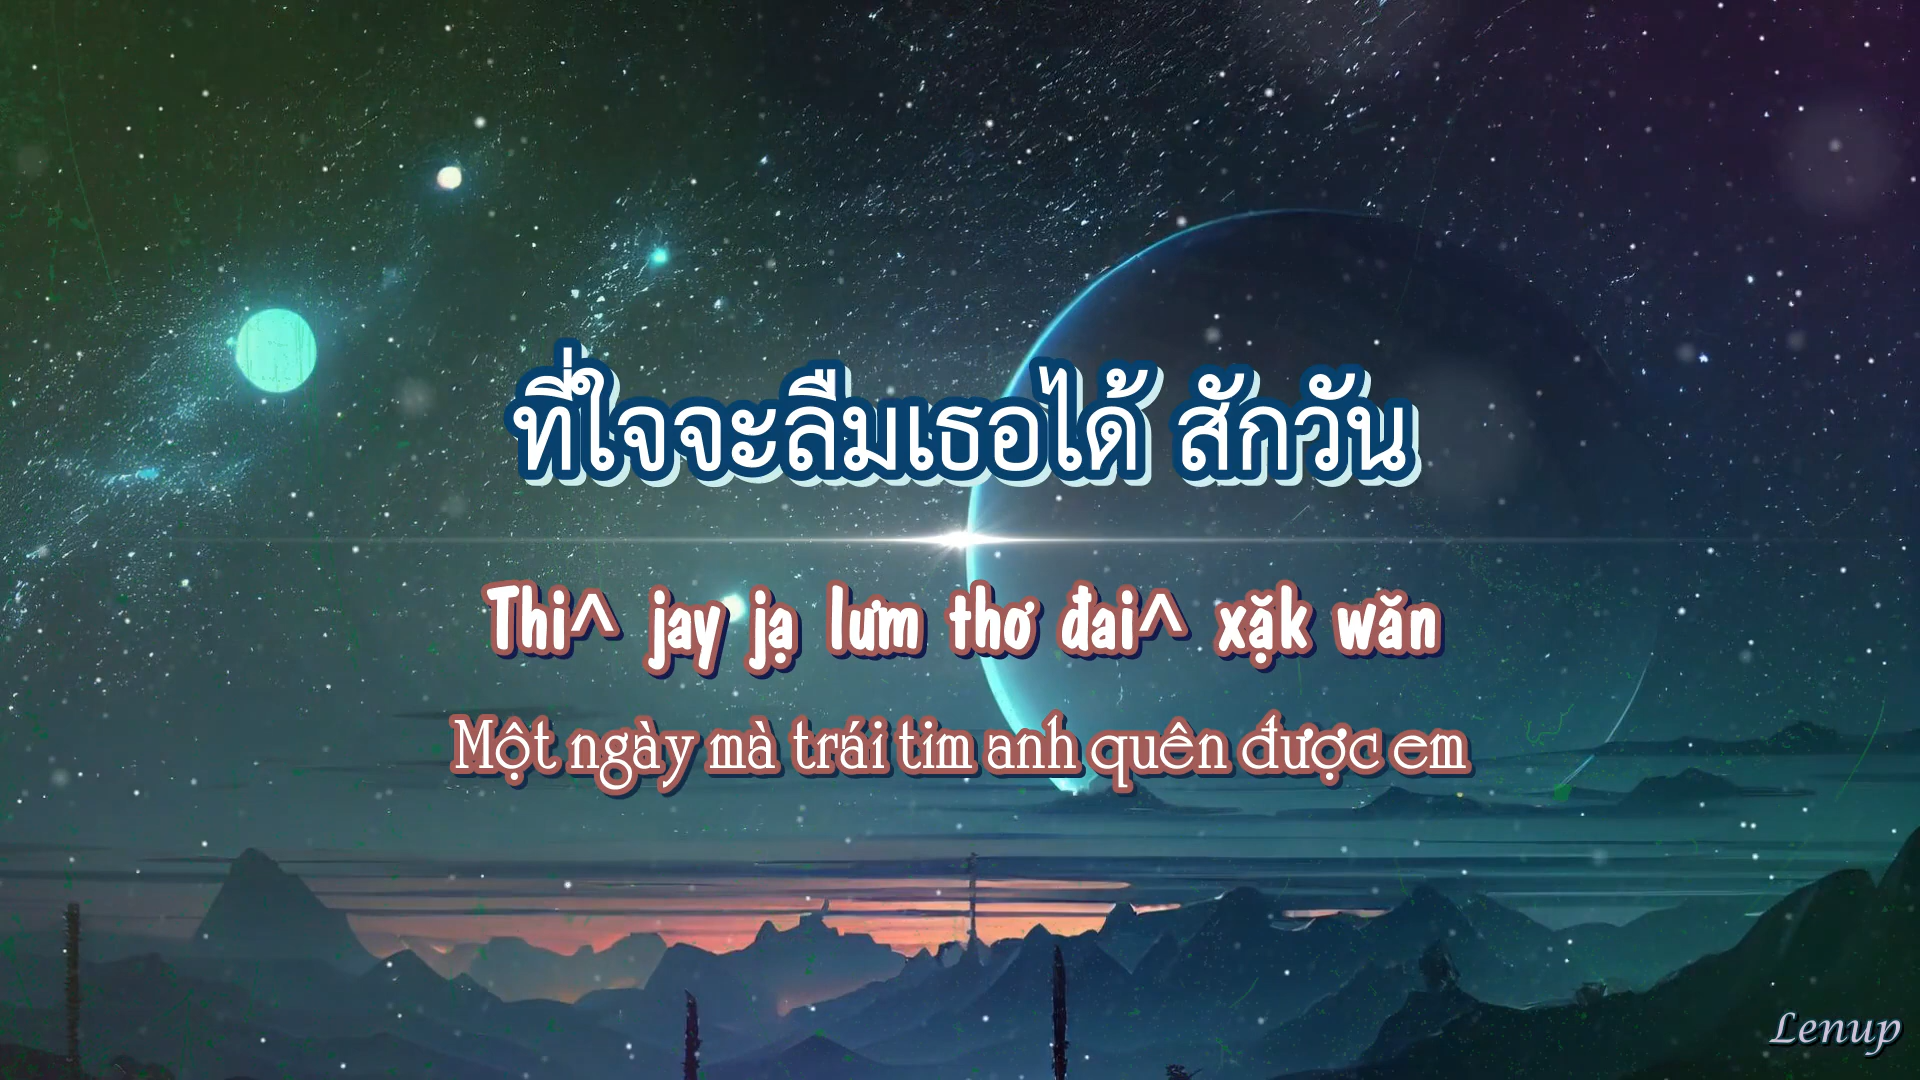 ที่ใจจะลืมเธอได้ สักวัน
Thi^ jay jạ lưm thơ đai^ xặk wăn
Một ngày mà trái tim anh quên được em
Lenup